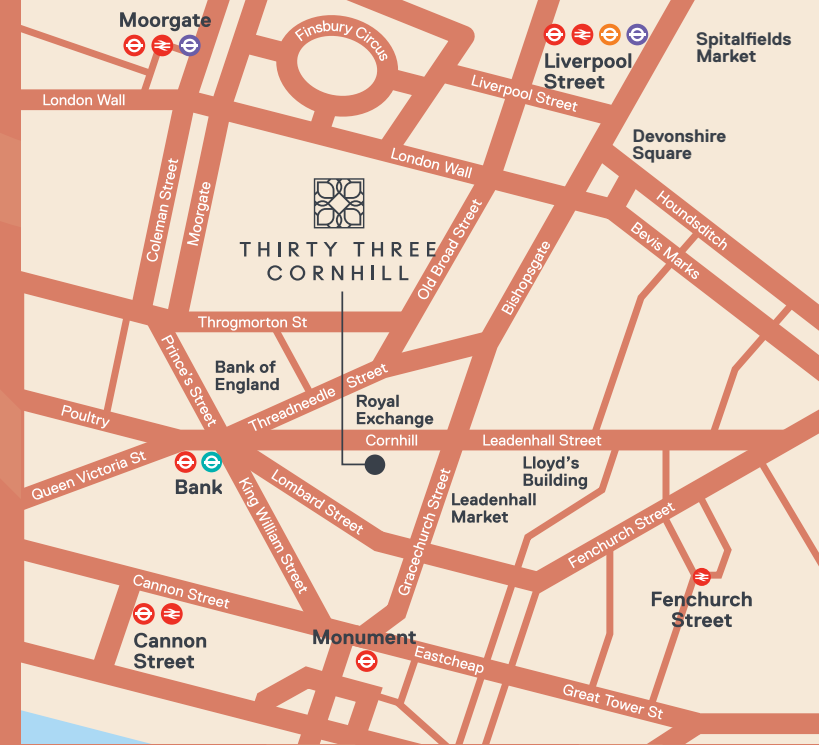 Moorgate
Finsbury Circus
Liverpool
Street
Spitalfields
Market
Liverpool Street
London Wall
Devonshire
Square
London Wall
Coleman Street
Moorgate
Houndsditch
Bevis Marks
THIRTY THREE
CORNHILL
Old Broad Street
Bishopsgate
Throgmorton St
Prince's Street
Bank of
England
Threadneedle Street
Royal
Exchange
Poultry
Cornhill
Leadenhall Street
Queen Victoria St
Bank
Lombard Street
King William Street
Gracechurch Street
Lloyd's
Building
Leadenhall
Market
Fenchurch Street
Cannon Street
Fenchurch
Street
Cannon
Street
Monument
Eastcheap
Great Tower St